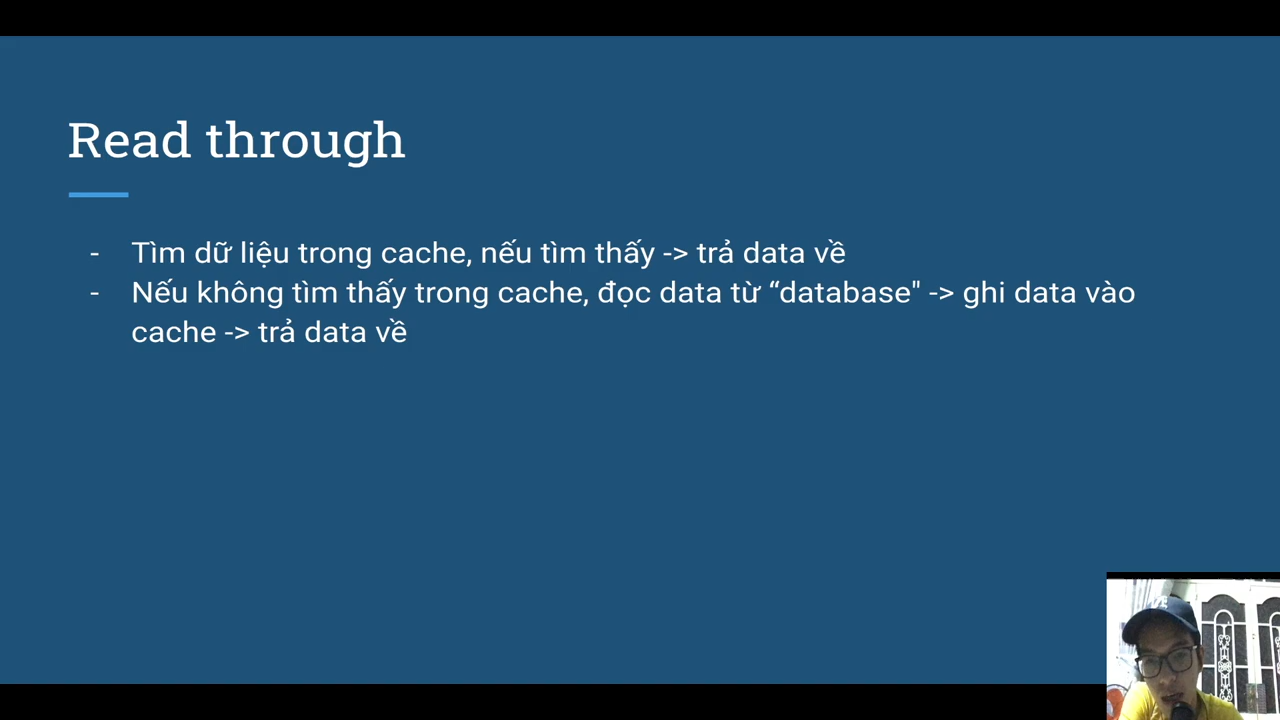 Read through
- Tìm dữ liệu trong cache, nếu tìm thấy -> trả data về
- Nếu không tìm thấy trong cache, đọc data từ “database" -> ghi data vào
cache -> trả data về